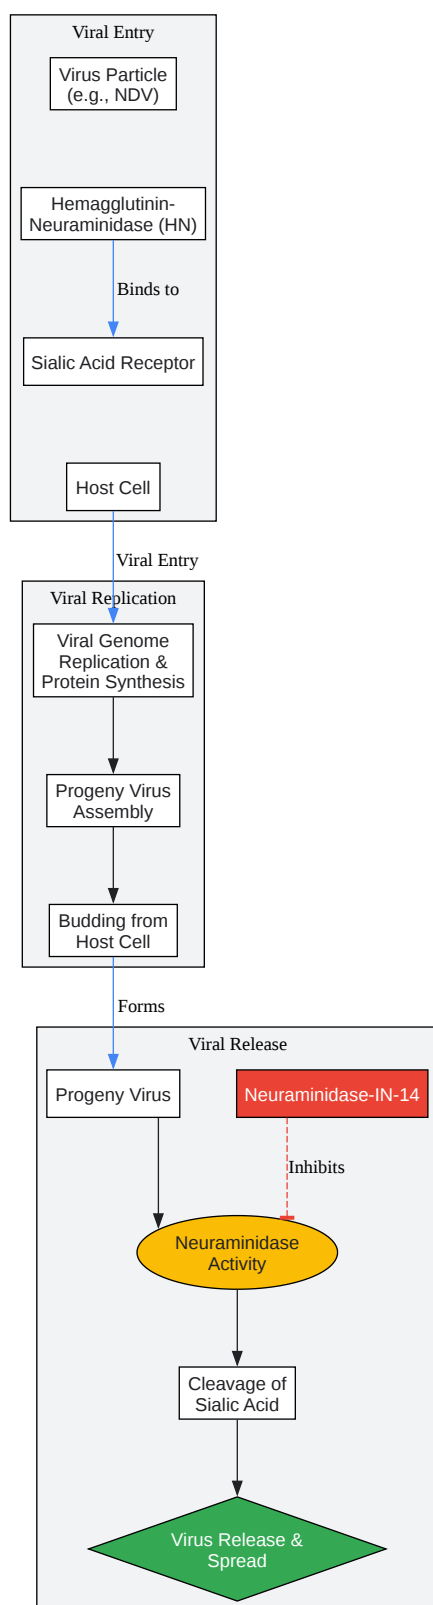 Viral Entry
Virus Particle
(e.g., NDV)
Hemagglutinin-
Neuraminidase (HN)
Binds to
Sialic Acid Receptor
Host Cell
Viral Entry
Viral Replication
Viral Genome
Replication &
Protein Synthesis
Progeny Virus
Assembly
Budding from
Host Cell
Forms
Viral Release
Progeny Virus
Neuraminidase-IN-14
Inhibits
Neuraminidase
Activity
Cleavage of
Sialic Acid
Virus Release &
Spread